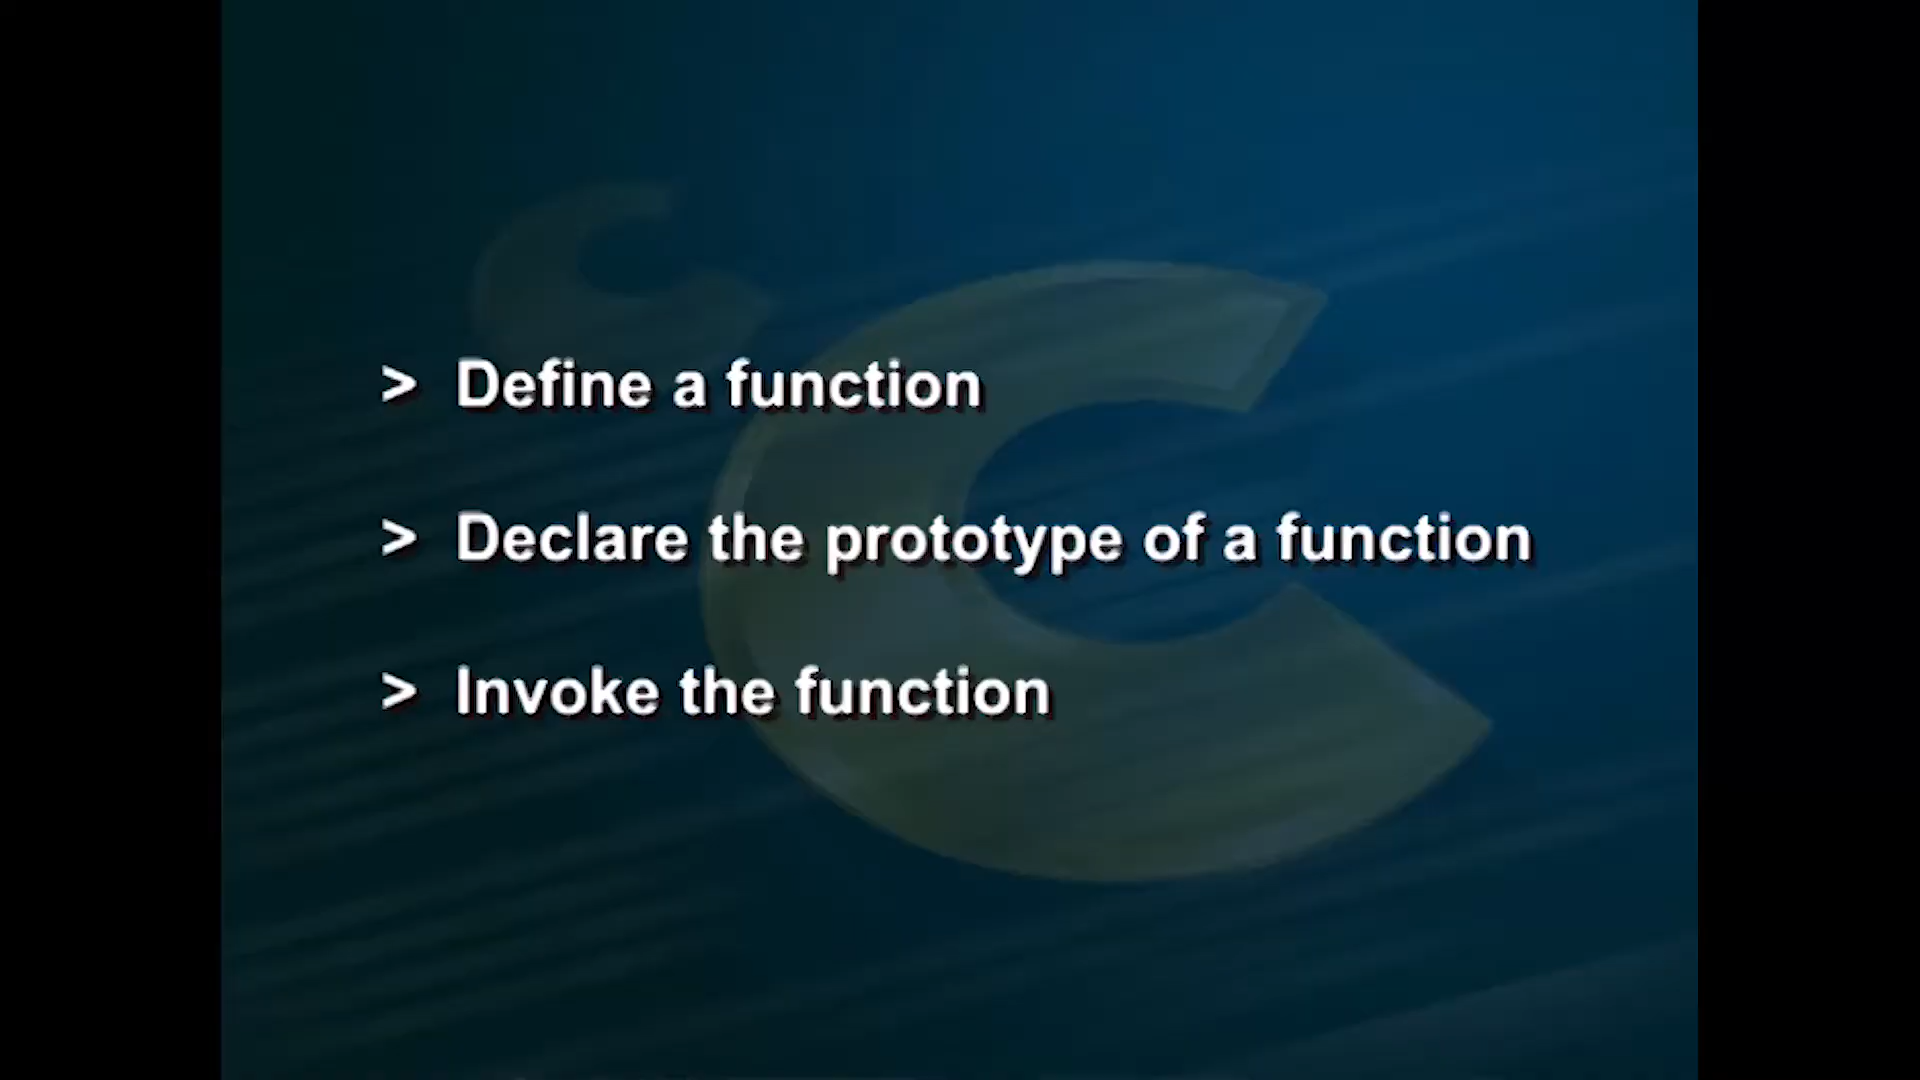 > Define a function
> Declare the prototype of a function
> Invoke the function